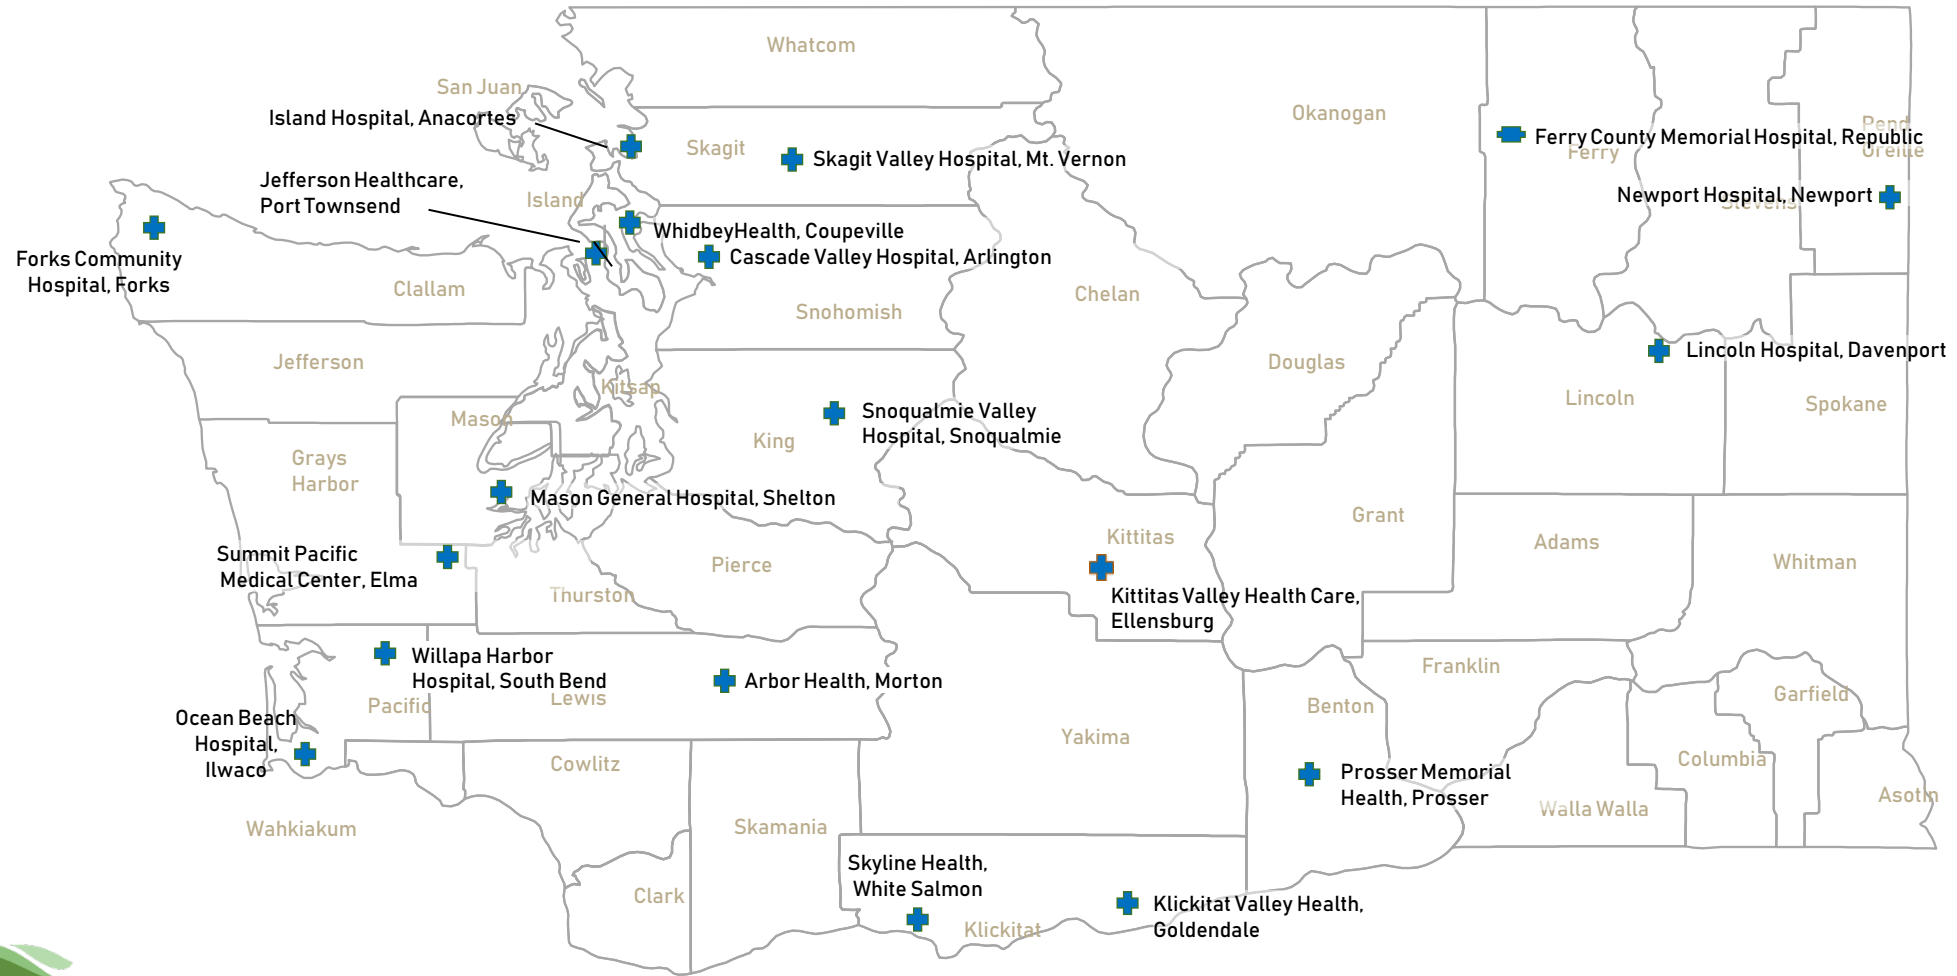 Whatcom
San Juan
Okanogan
Island Hospital, Anacortes
Skagit
Skagit Valley Hospital, Mt. Vernon
Pend
Oreille
Ferry County Memorial Hospital, Republic
Ferry
Jefferson Healthcare,
Port Townsend
Island
Newport Hospital, Newport
Stevens
WhidbeyHealth, Coupeville
Cascade Valley Hospital, Arlington
Forks Community
Hospital, Forks
Clallam
Chelan
Snohomish
Jefferson
Douglas
Lincoln Hospital, Davenport
Kitsap
Lincoln
Spokane
Mason
Snoqualmie Valley
Hospital, Snoqualmie
King
Grays
Harbor
Mason General Hospital, Shelton
Grant
Kittitas
Adams
Summit Pacific
Medical Center, Elma
Pierce
Whitman
Thurston
Kittitas Valley Health Care,
Ellensburg
Willapa Harbor
Hospital, South Bend
Franklin
Arbor Health, Morton
Lewis
Pacific
Benton
Garfield
Ocean Beach
Hospital,
Ilwaco
Yakima
Cowlitz
Columbia
Prosser Memorial
Health, Prosser
Asotin
Walla Walla
Wahkiakum
Skamania
Skyline Health,
White Salmon
Clark
Klickitat Valley Health,
Goldendale
Klickitat